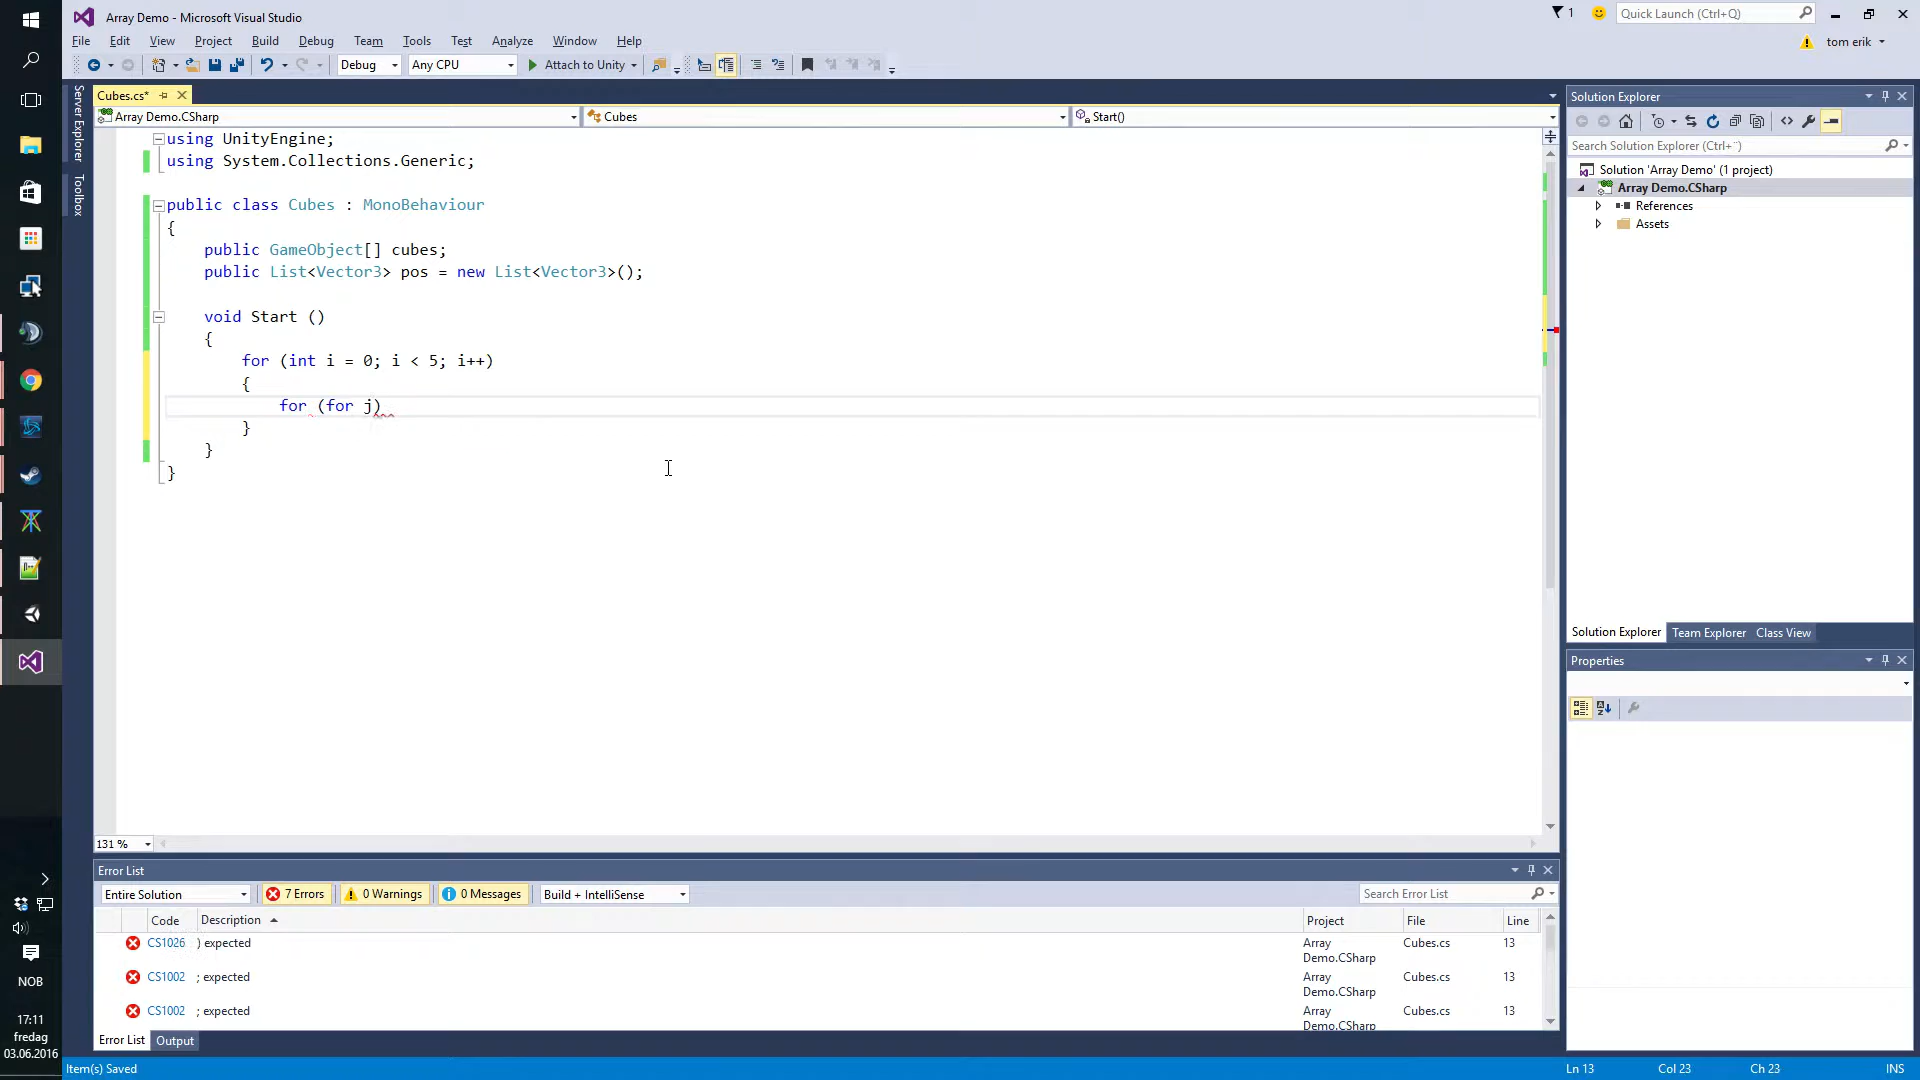 Array Demo - Microsoft Visual Studio
1
Quick Launch (Ctrl+Q)
File Edit View Project Build Debug Team Tools Test Analyze Window Help
tom erik
Debug Any CPU Attach to Unity
Server Explorer
Toolbox
Cubes.cs*
Array Demo.CSharp
Cubes
Start()
using UnityEngine;
using System.Collections.Generic;
public class Cubes : MonoBehaviour
{
public GameObject[] cubes;
public List<Vector3> pos = new List<Vector3>();
void Start ()
{
for (int i = 0; i < 5; i++)
{
for (for j)
}
}
}
131 %
Solution Explorer
Search Solution Explorer (Ctrl+¨)
Solution 'Array Demo' (1 project)
Array Demo.CSharp
References
Assets
Solution Explorer Team Explorer Class View
Properties
Error List
Entire Solution 7 Errors 0 Warnings 0 Messages Build + IntelliSense Search Error List
Code Description Project File Line
CS1026 ) expected Array Demo.CSharp Cubes.cs 13
CS1002 ; expected Array Demo.CSharp Cubes.cs 13
CS1002 ; expected Array Demo.CSharp Cubes.cs 13
Error List Output
Item(s) Saved
Ln 13 Col 23 Ch 23 INS
NOB
17:11
fredag
03.06.2016